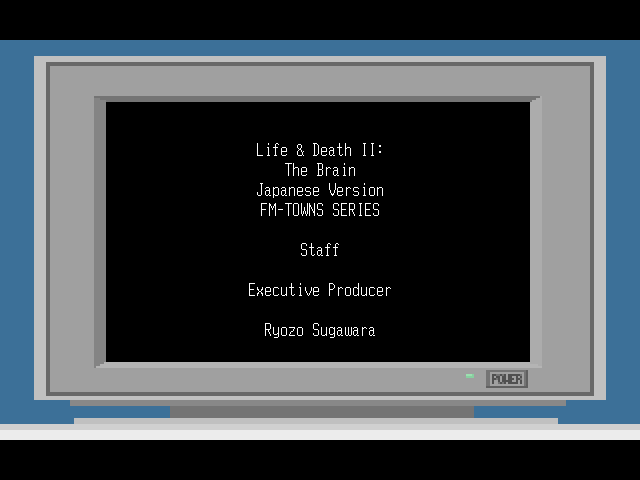 Life & Death II:
The Brain
Japanese Version
FM-TOWNS SERIES
Staff
Executive Producer
Ryozo Sugawara
POWER